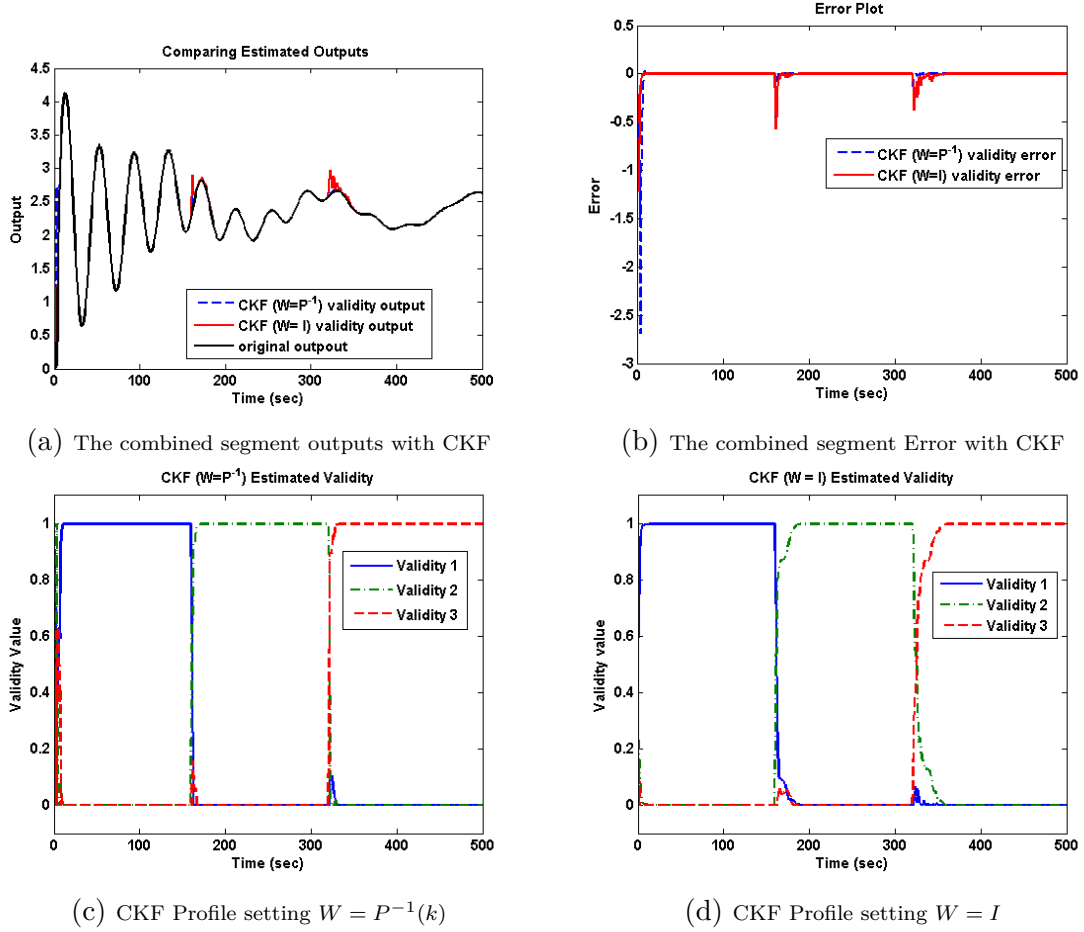 Comparing Estimated Outputs
4.5
4
3.5
3
2.5
2
1.5
1
0.5
0
Output
0 100 200 300 400 500
Time (sec)
CKF (W=P-1) validity output
CKF (W= I) validity output
original outpout
(a) The combined segment outputs with CKF
Error Plot
0.5
0
-0.5
-1
-1.5
-2
-2.5
-3
Error
0 100 200 300 400 500
Time (sec)
CKF (W=P-1) validity error
CKF (W=I) validity error
(b) The combined segment Error with CKF
CKF (W=P-1) Estimated Validity
1
0.8
0.6
0.4
0.2
0
Validity Value
0 100 200 300 400 500
Time (sec)
Validity 1
Validity 2
Validity 3
(c) CKF Profile setting W = P−1(k)
CKF (W = I) Estimated Validity
1
0.8
0.6
0.4
0.2
0
Validity value
0 100 200 300 400 500
Time (sec)
Validity 1
Validity 2
Validity 3
(d) CKF Profile setting W = I